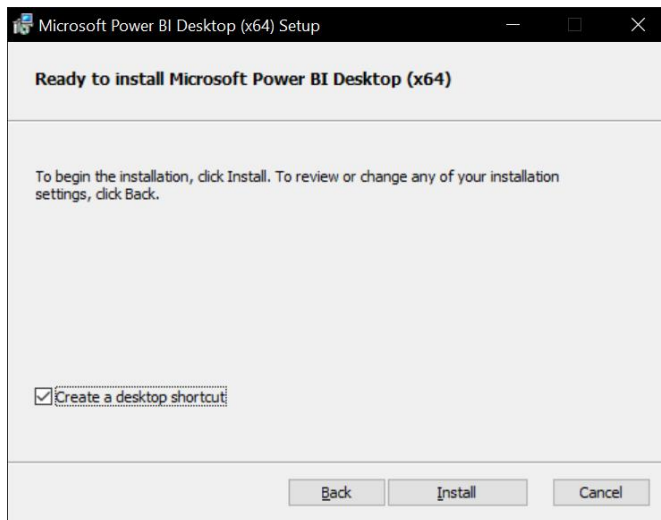 Microsoft Power BI Desktop (x64) Setup
Ready to install Microsoft Power BI Desktop (x64)
To begin the installation, click Install. To review or change any of your installation
settings, click Back.
Create a desktop shortcut
Back Install Cancel